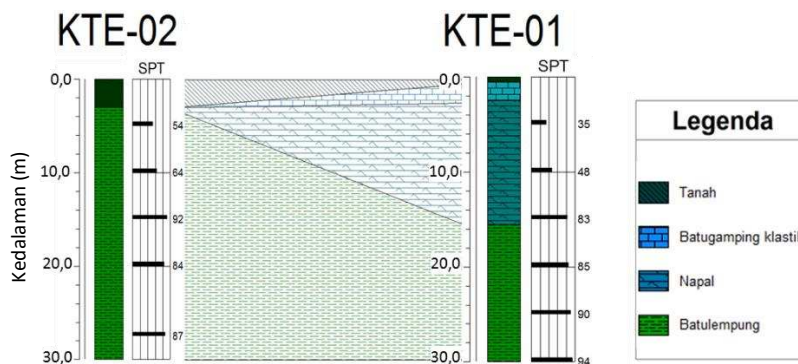 KTE-02
KTE-01
SPT
SPT
0,0
0,0
54
35
10,0
64
10,0
48
92
83
20,0
84
20,0
85
87
90
30,0
30,0
94
Kedalaman (m)
Legenda
Tanah
Batugamping klastik
Napal
Batulempung